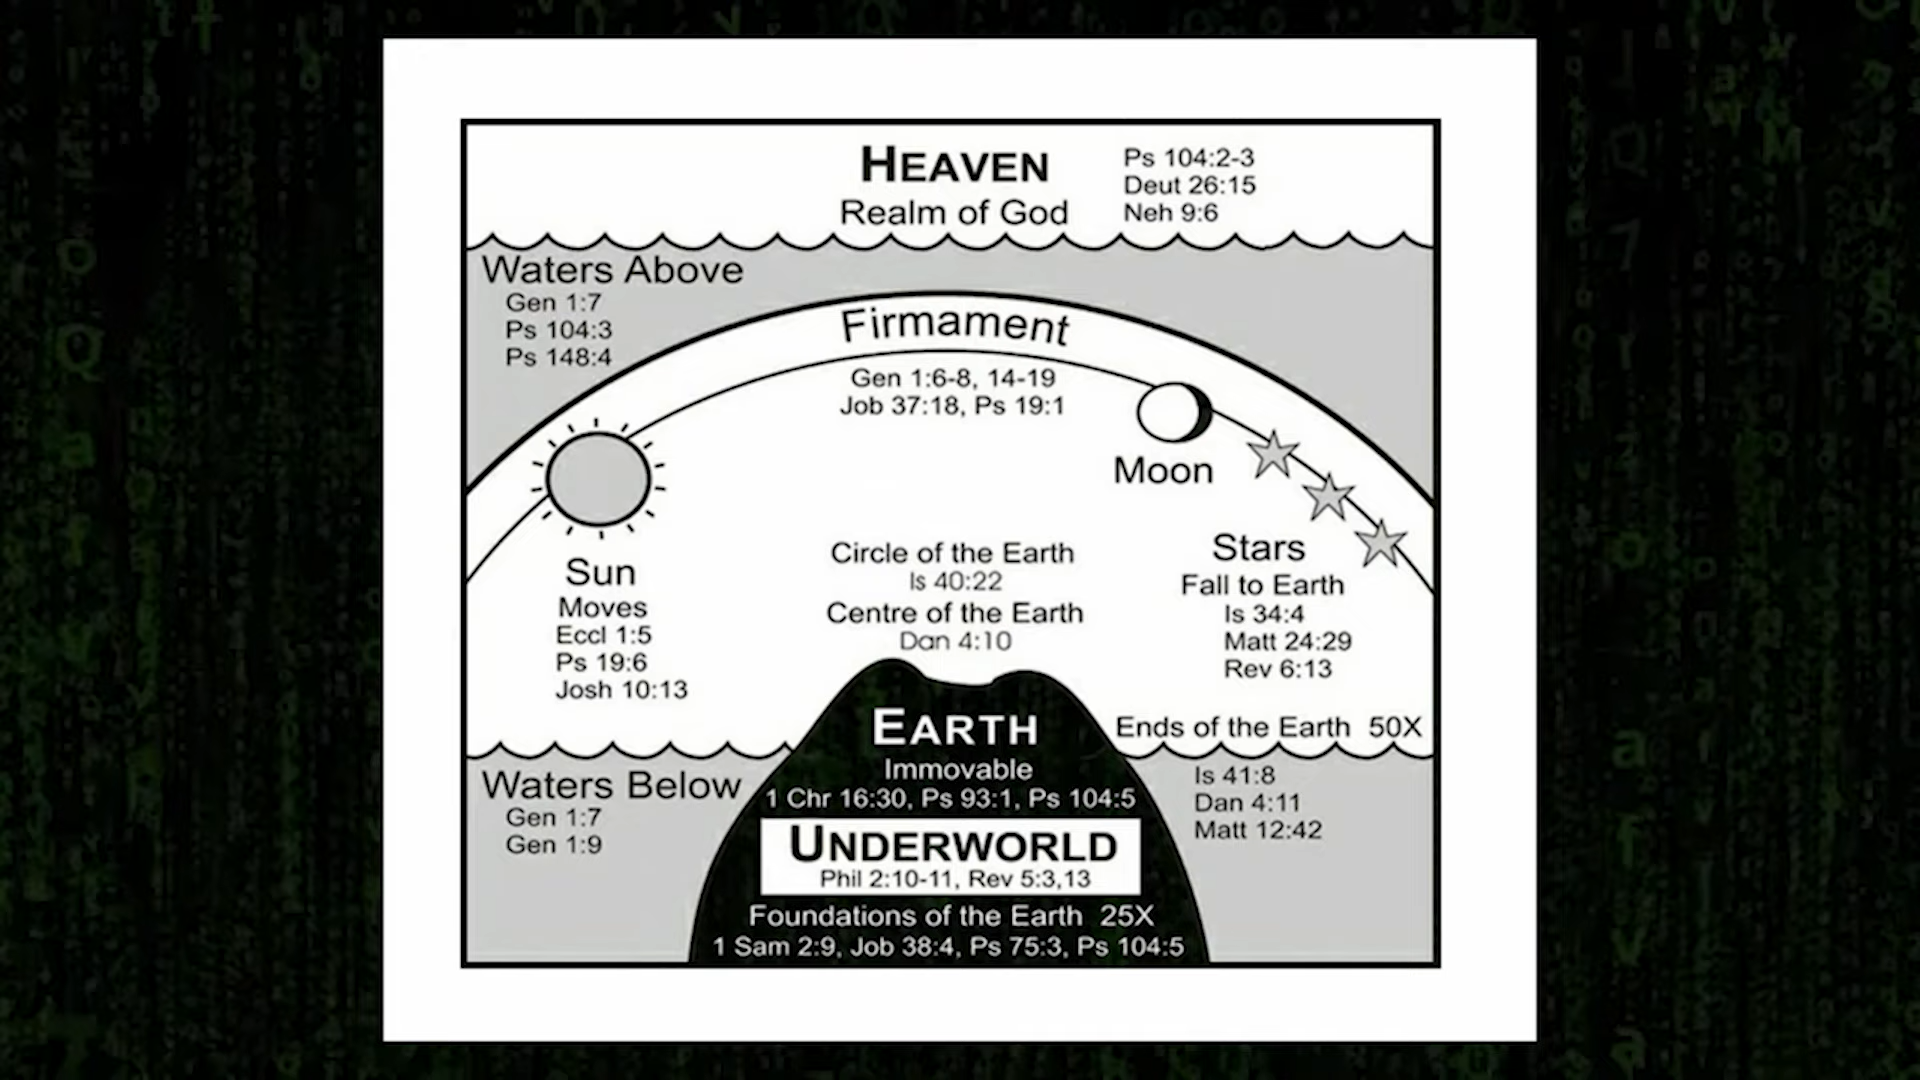 HEAVEN
Realm of God
Ps 104:2-3
Deut 26:15
Neh 9:6
Waters Above
Gen 1:7
Ps 104:3
Ps 148:4
Firmament
Gen 1:6-8, 14-19
Job 37:18, Ps 19:1
Moon
Sun
Moves
Eccl 1:5
Ps 19:6
Josh 10:13
Circle of the Earth
Is 40:22
Centre of the Earth
Dan 4:10
Stars
Fall to Earth
Is 34:4
Matt 24:29
Rev 6:13
Ends of the Earth 50X
Is 41:8
Dan 4:11
Matt 12:42
Waters Below
Gen 1:7
Gen 1:9
EARTH
Immovable
1 Chr 16:30, Ps 93:1, Ps 104:5
UNDERWORLD
Phil 2:10-11, Rev 5:3,13
Foundations of the Earth 25X
1 Sam 2:9, Job 38:4, Ps 75:3, Ps 104:5